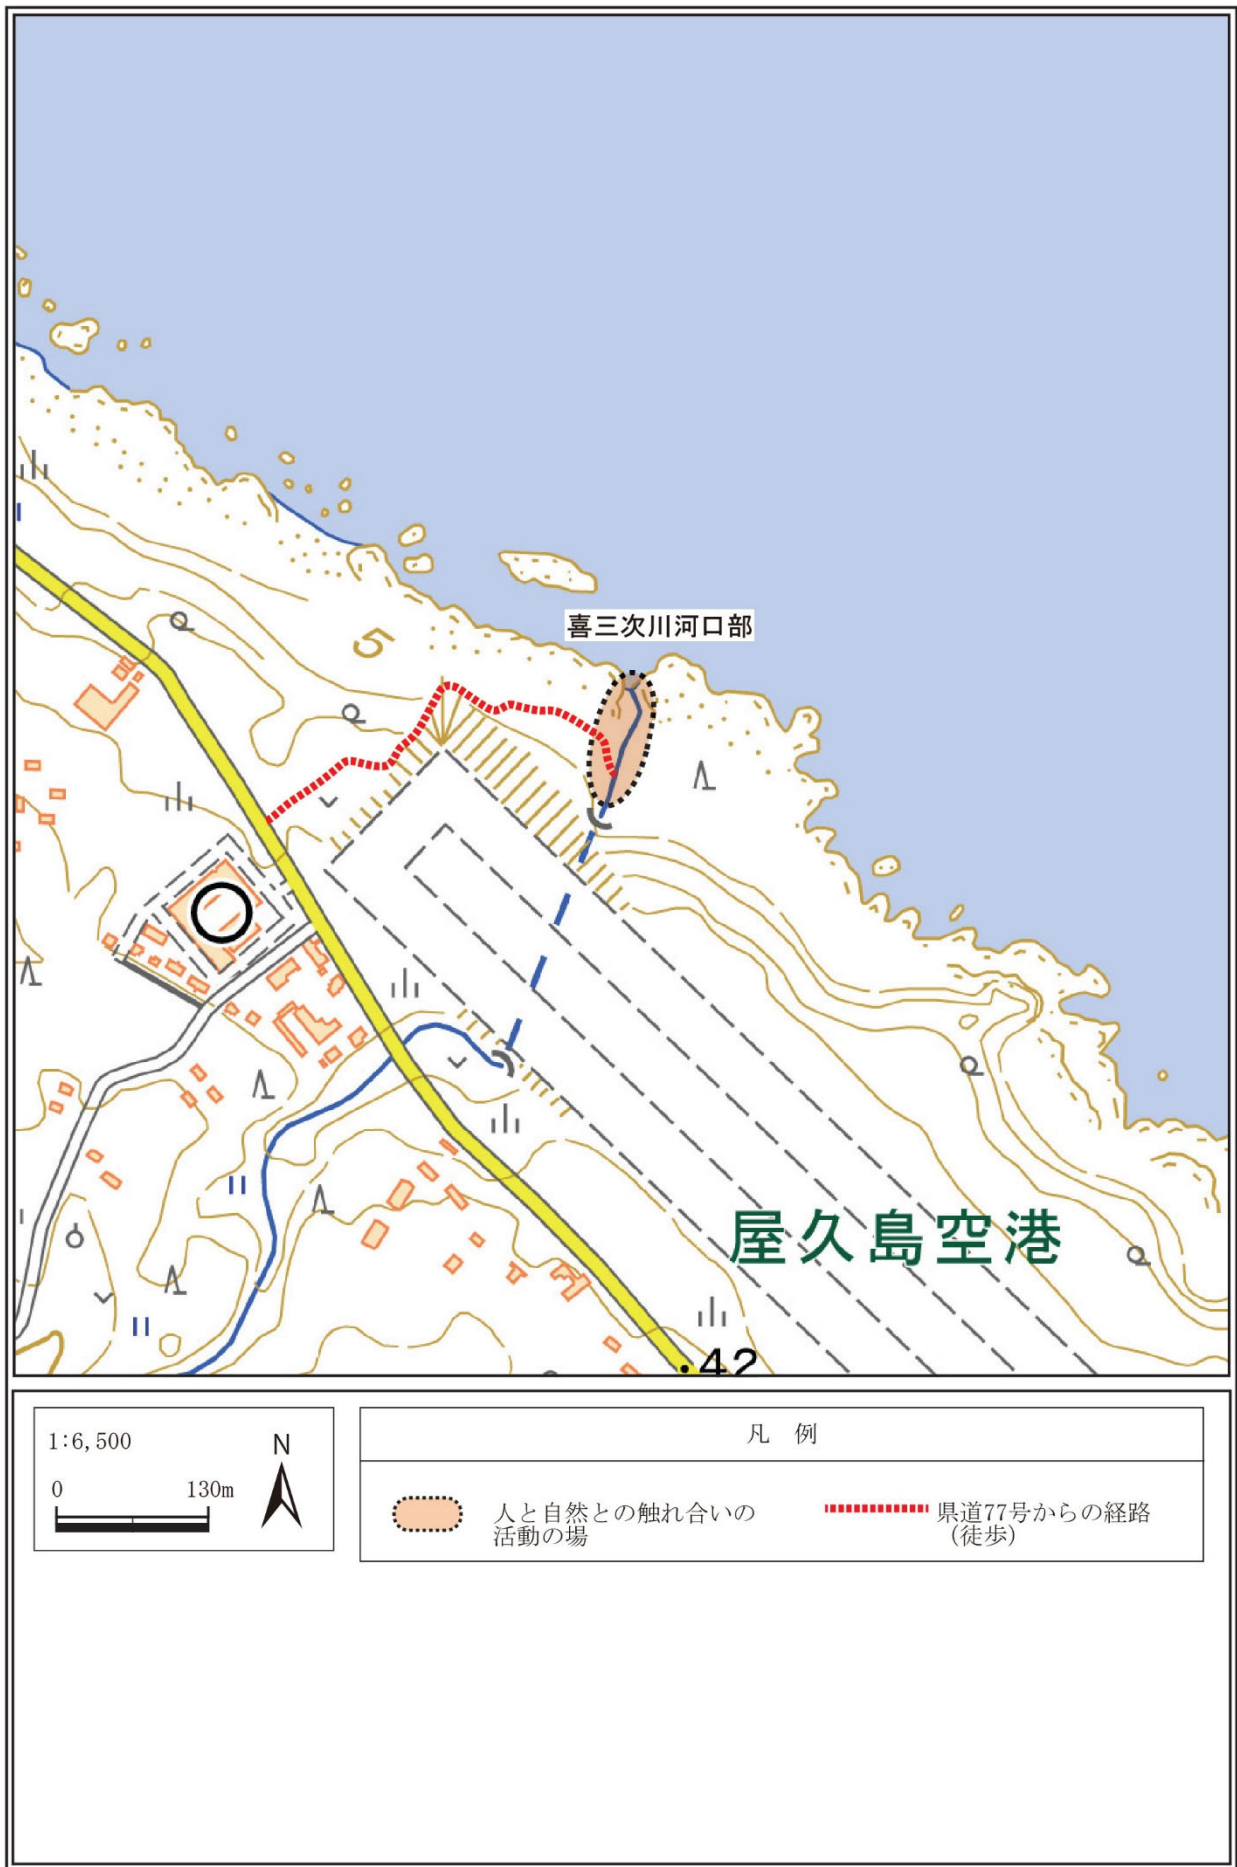 喜三次川河口部
5
屋久島空港
・42
1:6,500
N
0 130m
凡 例
人と自然との触れ合いの
活動の場
県道77号からの経路
(徒歩)